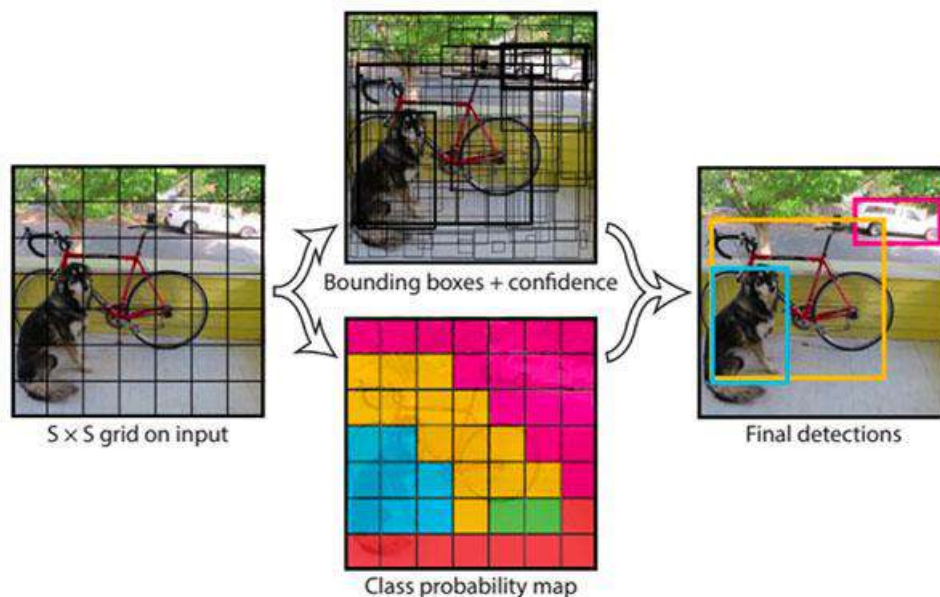 S × S grid on input
Bounding boxes + confidence
Class probability map
Final detections